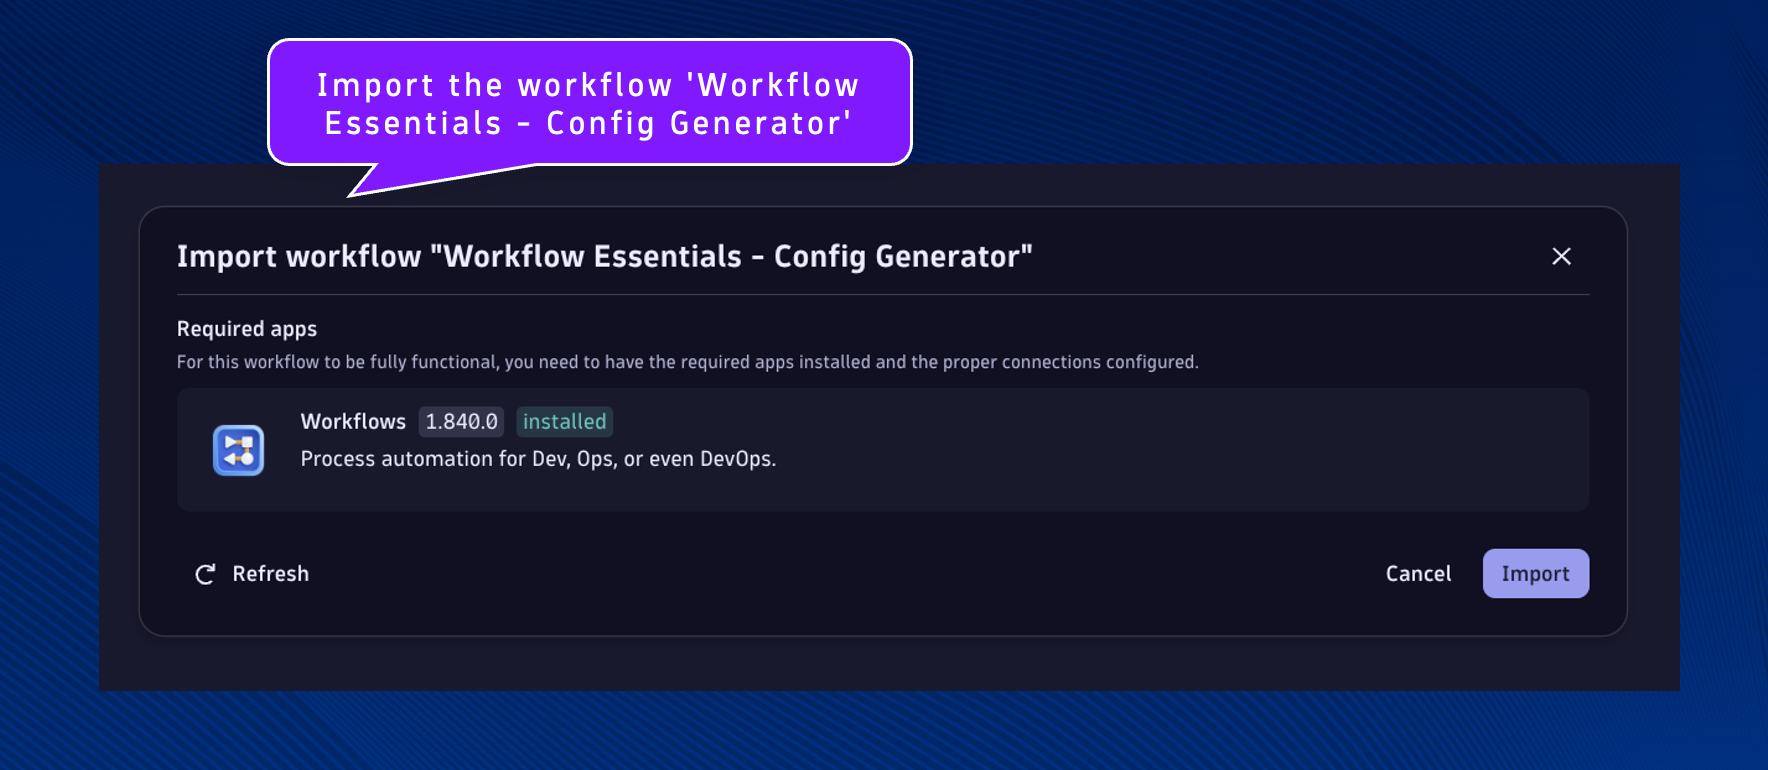 Import the workflow 'Workflow
Essentials - Config Generator'
Import workflow "Workflow Essentials - Config Generator"
Required apps
For this workflow to be fully functional, you need to have the required apps installed and the proper connections configured.
Workflows 1.840.0 installed
Process automation for Dev, Ops, or even DevOps.
Refresh Cancel Import